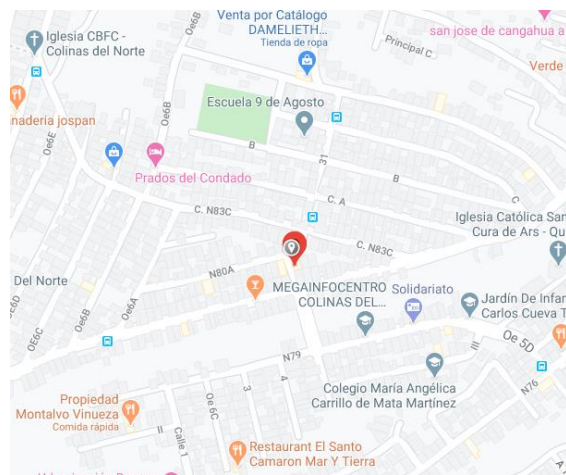 Venta por Catálogo
DAMELIETH...
Tienda de ropa
san jose de cangahua a
Iglesia CBFC -
Colinas del Norte
Principal C
Verde
Oe6B
Escuela 9 de Agosto
naderia jospan
Oe6E
31
B
B
Prados del Condado
C. A
C
C. N83C
C. N83C
Iglesia Católica San
Cura de Ars - Qu
N80A
Del Norte
MEGAINFOCENTRO
COLINAS DEL...
Solidariato
Oe6A
Oe6B
Oe6D
OE6C
Jardín De Infan
Carlos Cueva T
Oe 5D
N79
III
3
4
N76
Colegio María Angélica
Carrillo de Mata Martínez
Propiedad
Montalvo Vinueza
Comida rápida
Oe 6C
II
Calle 1
Restaurant El Santo
Camaron Mar Y Tierra